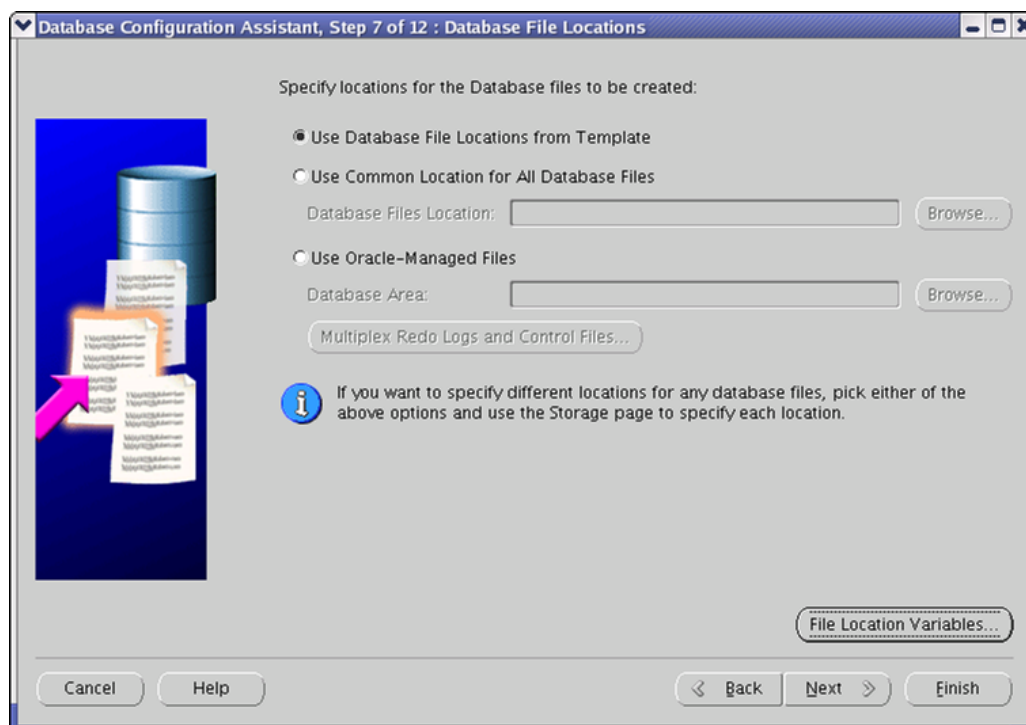 Database Configuration Assistant, Step 7 of 12 : Database File Locations
Specify locations for the Database files to be created:
Use Database File Locations from Template
Use Common Location for All Database Files
Database Files Location:
Browse...
Use Oracle-Managed Files
Database Area:
Browse...
Multiplex Redo Logs and Control Files...
If you want to specify different locations for any database files, pick either of the
above options and use the Storage page to specify each location.
File Location Variables...
Cancel
Help
Back
Next
Finish